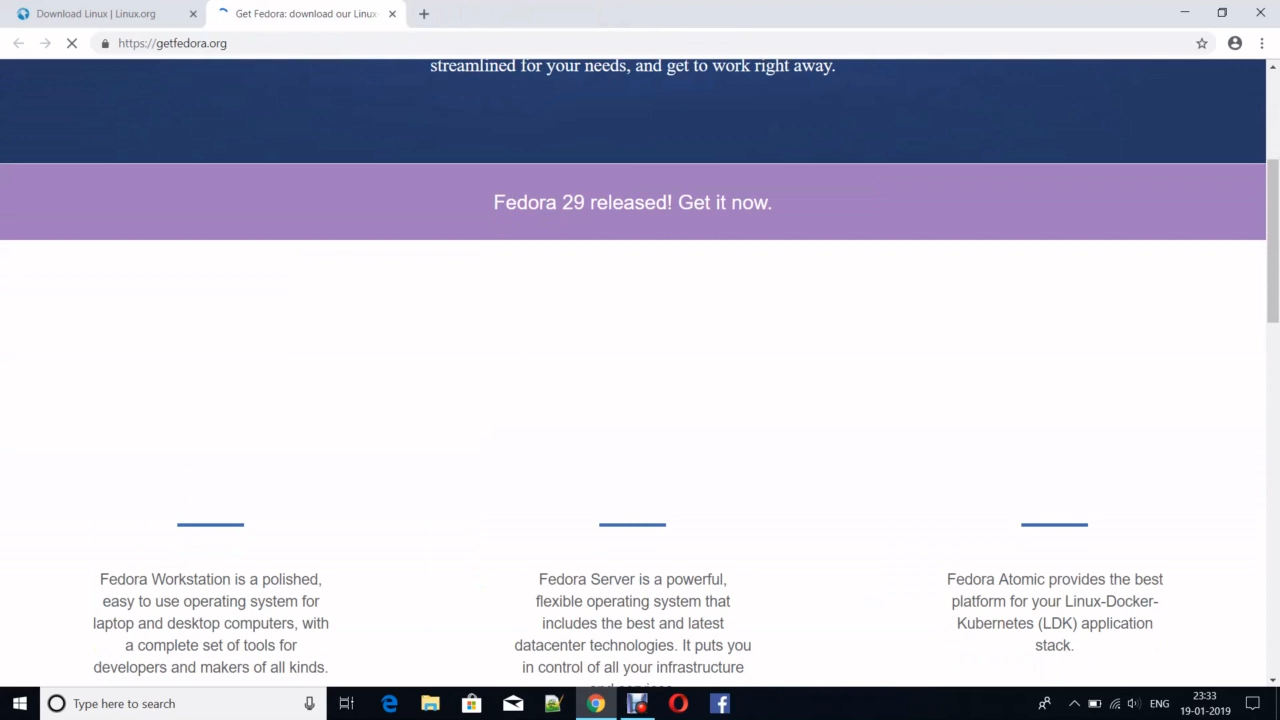 Download Linux | Linux.org
Get Fedora: download our Linux
https://getfedora.org
streamlined for your needs, and get to work right away.
Fedora 29 released! Get it now.
Fedora Workstation is a polished,
easy to use operating system for
laptop and desktop computers, with
a complete set of tools for
developers and makers of all kinds.
Fedora Server is a powerful,
flexible operating system that
includes the best and latest
datacenter technologies. It puts you
in control of all your infrastructure
Fedora Atomic provides the best
platform for your Linux-Docker-
Kubernetes (LDK) application
stack.
Type here to search
ENG
23:33
19-01-2019